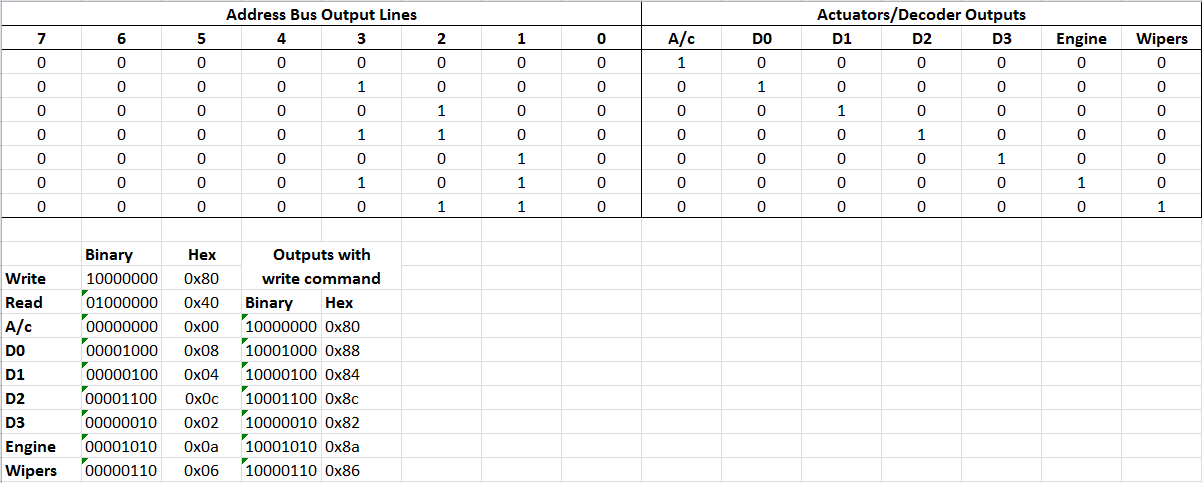 Address Bus Output Lines Actuators/Decoder Outputs
7 6 5 4 3 2 1 0 A/c D0 D1 D2 D3 Engine Wipers
0 0 0 0 0 0 0 0 1 0 0 0 0 0 0
0 0 0 0 1 0 0 0 0 1 0 0 0 0 0
0 0 0 0 0 1 0 0 0 0 1 0 0 0 0
0 0 0 0 1 1 0 0 0 0 0 1 0 0 0
0 0 0 0 0 0 1 0 0 0 0 0 1 0 0
0 0 0 0 1 0 1 0 0 0 0 0 0 1 0
0 0 0 0 0 1 1 0 0 0 0 0 0 0 1
Binary Hex Outputs with
Write 10000000 0x80 write command
Read 01000000 0x40 Binary Hex
A/c 00000000 0x00 10000000 0x80
D0 00001000 0x08 10001000 0x88
D1 00000100 0x04 10000100 0x84
D2 00001100 0x0c 10001100 0x8c
D3 00000010 0x02 10000010 0x82
Engine 00001010 0x0a 10001010 0x8a
Wipers 00000110 0x06 10000110 0x86